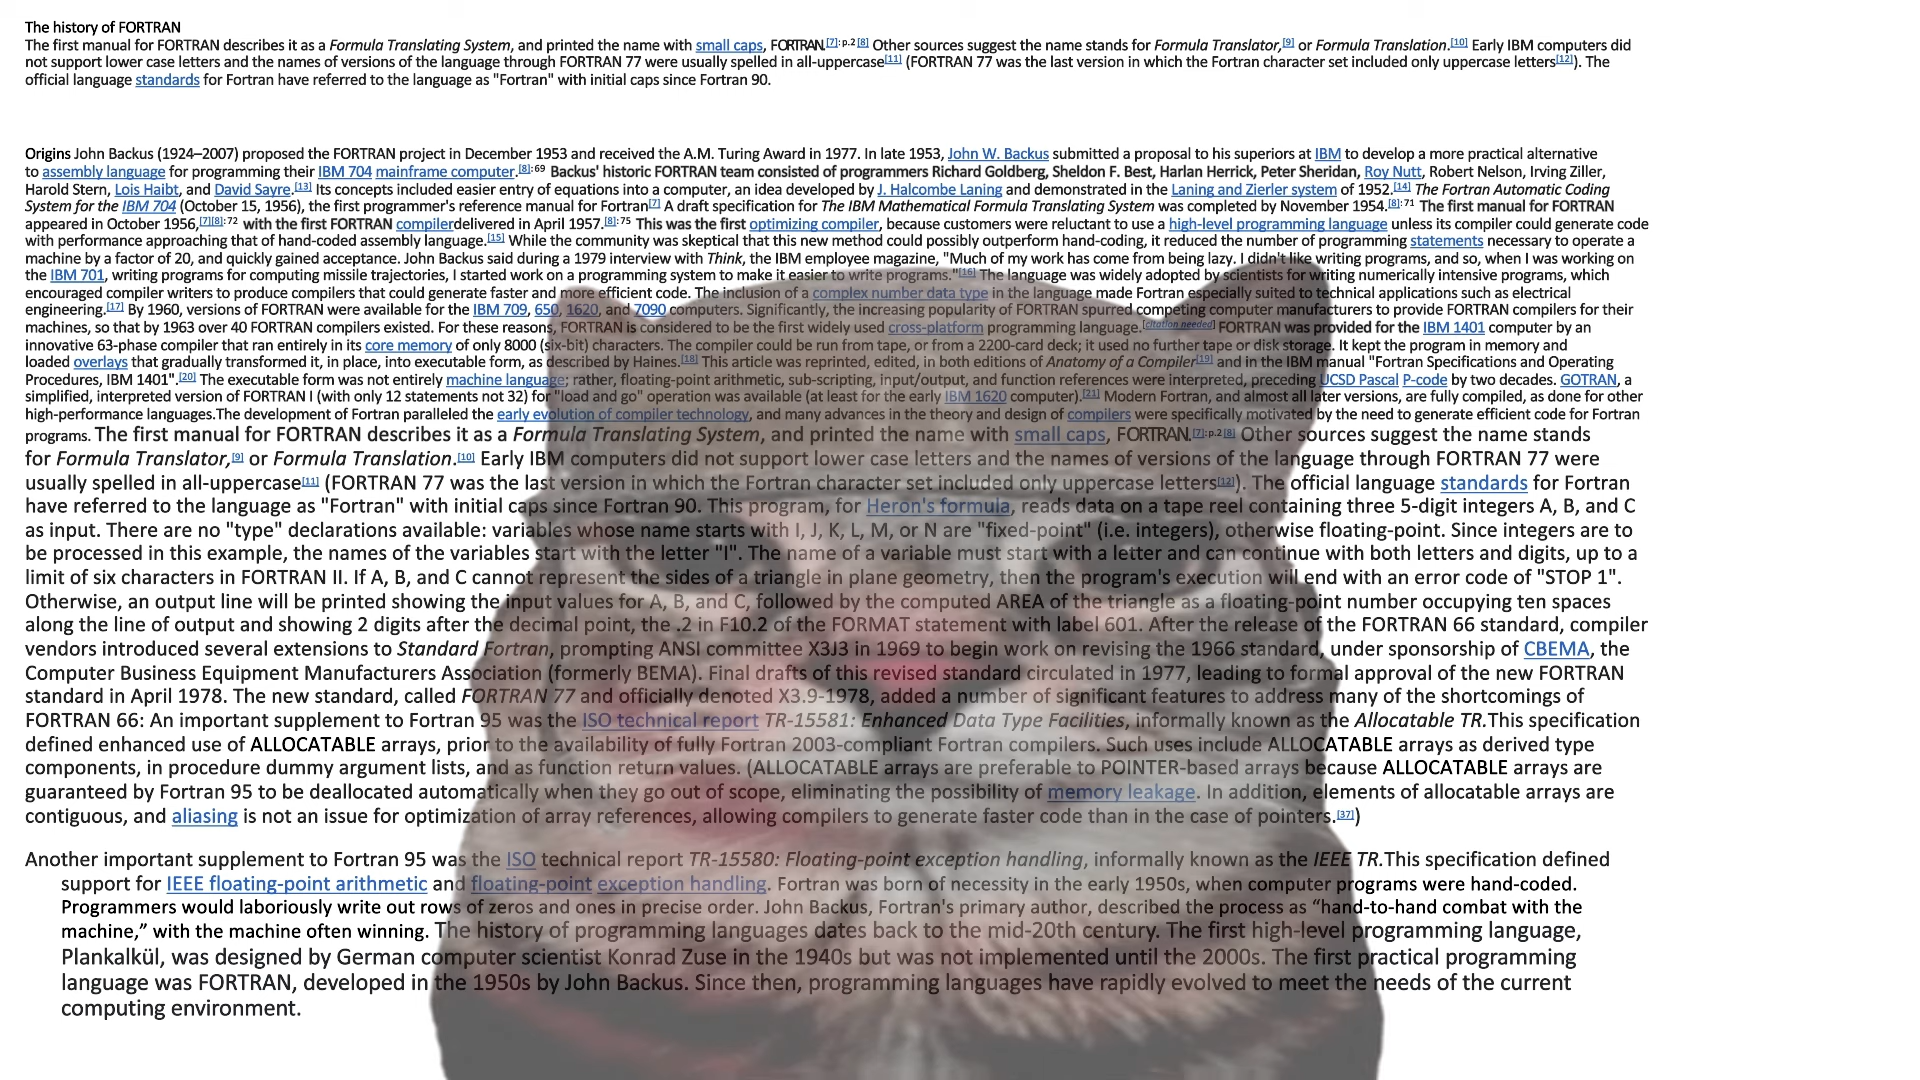 The history of FORTRAN
The first manual for FORTRAN describes it as a Formula Translating System, and printed the name with small caps, FORTRAN.[7]:p.2[8] Other sources suggest the name stands for Formula Translator,[9] or Formula Translation.[10] Early IBM computers did
not support lower case letters and the names of versions of the language through FORTRAN 77 were usually spelled in all-uppercase[11] (FORTRAN 77 was the last version in which the Fortran character set included only uppercase letters[12]). The
official language standards for Fortran have referred to the language as "Fortran" with initial caps since Fortran 90.
Origins John Backus (1924–2007) proposed the FORTRAN project in December 1953 and received the A.M. Turing Award in 1977. In late 1953, John W. Backus submitted a proposal to his superiors at IBM to develop a more practical alternative
to assembly language for programming their IBM 704 mainframe computer.[8]:69 Backus' historic FORTRAN team consisted of programmers Richard Goldberg, Sheldon F. Best, Harlan Herrick, Peter Sheridan, Roy Nutt, Robert Nelson, Irving Ziller,
Harold Stern, Lois Haibt, and David Sayre.[13] Its concepts included easier entry of equations into a computer, an idea developed by J. Halcombe Laning and demonstrated in the Laning and Zierler system of 1952.[14] The Fortran Automatic Coding
System for the IBM 704 (October 15, 1956), the first programmer's reference manual for Fortran[7] A draft specification for The IBM Mathematical Formula Translating System was completed by November 1954.[8]:71 The first manual for FORTRAN
appeared in October 1956,[7][8]:72 with the first FORTRAN compilerdelivered in April 1957.[8]:75 This was the first optimizing compiler, because customers were reluctant to use a high-level programming language unless its compiler could generate code
with performance approaching that of hand-coded assembly language.[15] While the community was skeptical that this new method could possibly outperform hand-coding, it reduced the number of programming statements necessary to operate a
machine by a factor of 20, and quickly gained acceptance. John Backus said during a 1979 interview with Think, the IBM employee magazine, "Much of my work has come from being lazy. I didn't like writing programs, and so, when I was working on
the IBM 701, writing programs for computing missile trajectories, I started work on a programming system to make it easier to write programs."[16] The language was widely adopted by scientists for writing numerically intensive programs, which
encouraged compiler writers to produce compilers that could generate faster and more efficient code. The inclusion of a complex number data type in the language made Fortran especially suited to technical applications such as electrical
engineering.[17] By 1960, versions of FORTRAN were available for the IBM 709, 650, 1620, and 7090 computers. Significantly, the increasing popularity of FORTRAN spurred competing computer manufacturers to provide FORTRAN compilers for their
machines, so that by 1963 over 40 FORTRAN compilers existed. For these reasons, FORTRAN is considered to be the first widely used cross-platform programming language.[citation needed] FORTRAN was provided for the IBM 1401 computer by an
innovative 63-phase compiler that ran entirely in its core memory of only 8000 (six-bit) characters. The compiler could be run from tape, or from a 2200-card deck; it used no further tape or disk storage. It kept the program in memory and
loaded overlays that gradually transformed it, in place, into executable form, as described by Haines.[18] This article was reprinted, edited, in both editions of Anatomy of a Compiler[19] and in the IBM manual "Fortran Specifications and Operating
Procedures, IBM 1401".[20] The executable form was not entirely machine language; rather, floating-point arithmetic, sub-scripting, input/output, and function references were interpreted, preceding UCSD Pascal P-code by two decades. GOTRAN, a
simplified, interpreted version of FORTRAN I (with only 12 statements not 32) for "load and go" operation was available (at least for the early IBM 1620 computer).[21] Modern Fortran, and almost all later versions, are fully compiled, as done for other
high-performance languages.The development of Fortran paralleled the early evolution of compiler technology, and many advances in the theory and design of compilers were specifically motivated by the need to generate efficient code for Fortran
programs. The first manual for FORTRAN describes it as a Formula Translating System, and printed the name with small caps, FORTRAN.[7]:p.2[8] Other sources suggest the name stands
for Formula Translator,[9] or Formula Translation.[10] Early IBM computers did not support lower case letters and the names of versions of the language through FORTRAN 77 were
usually spelled in all-uppercase[11] (FORTRAN 77 was the last version in which the Fortran character set included only uppercase letters[12]). The official language standards for Fortran
have referred to the language as "Fortran" with initial caps since Fortran 90. This program, for Heron's formula, reads data on a tape reel containing three 5-digit integers A, B, and C
as input. There are no "type" declarations available: variables whose name starts with I, J, K, L, M, or N are "fixed-point" (i.e. integers), otherwise floating-point. Since integers are to
be processed in this example, the names of the variables start with the letter "I". The name of a variable must start with a letter and can continue with both letters and digits, up to a
limit of six characters in FORTRAN II. If A, B, and C cannot represent the sides of a triangle in plane geometry, then the program's execution will end with an error code of "STOP 1".
Otherwise, an output line will be printed showing the input values for A, B, and C, followed by the computed AREA of the triangle as a floating-point number occupying ten spaces
along the line of output and showing 2 digits after the decimal point, the .2 in F10.2 of the FORMAT statement with label 601. After the release of the FORTRAN 66 standard, compiler
vendors introduced several extensions to Standard Fortran, prompting ANSI committee X3J3 in 1969 to begin work on revising the 1966 standard, under sponsorship of CBEMA, the
Computer Business Equipment Manufacturers Association (formerly BEMA). Final drafts of this revised standard circulated in 1977, leading to formal approval of the new FORTRAN
standard in April 1978. The new standard, called FORTRAN 77 and officially denoted X3.9-1978, added a number of significant features to address many of the shortcomings of
FORTRAN 66: An important supplement to Fortran 95 was the ISO technical report TR-15581: Enhanced Data Type Facilities, informally known as the Allocatable TR.This specification
defined enhanced use of ALLOCATABLE arrays, prior to the availability of fully Fortran 2003-compliant Fortran compilers. Such uses include ALLOCATABLE arrays as derived type
components, in procedure dummy argument lists, and as function return values. (ALLOCATABLE arrays are preferable to POINTER-based arrays because ALLOCATABLE arrays are
guaranteed by Fortran 95 to be deallocated automatically when they go out of scope, eliminating the possibility of memory leakage. In addition, elements of allocatable arrays are
contiguous, and aliasing is not an issue for optimization of array references, allowing compilers to generate faster code than in the case of pointers.[37])
Another important supplement to Fortran 95 was the ISO technical report TR-15580: Floating-point exception handling, informally known as the IEEE TR.This specification defined
support for IEEE floating-point arithmetic and floating-point exception handling. Fortran was born of necessity in the early 1950s, when computer programs were hand-coded.
Programmers would laboriously write out rows of zeros and ones in precise order. John Backus, Fortran's primary author, described the process as “hand-to-hand combat with the
machine,” with the machine often winning. The history of programming languages dates back to the mid-20th century. The first high-level programming language,
Plankalkül, was designed by German computer scientist Konrad Zuse in the 1940s but was not implemented until the 2000s. The first practical programming
language was FORTRAN, developed in the 1950s by John Backus. Since then, programming languages have rapidly evolved to meet the needs of the current
computing environment.